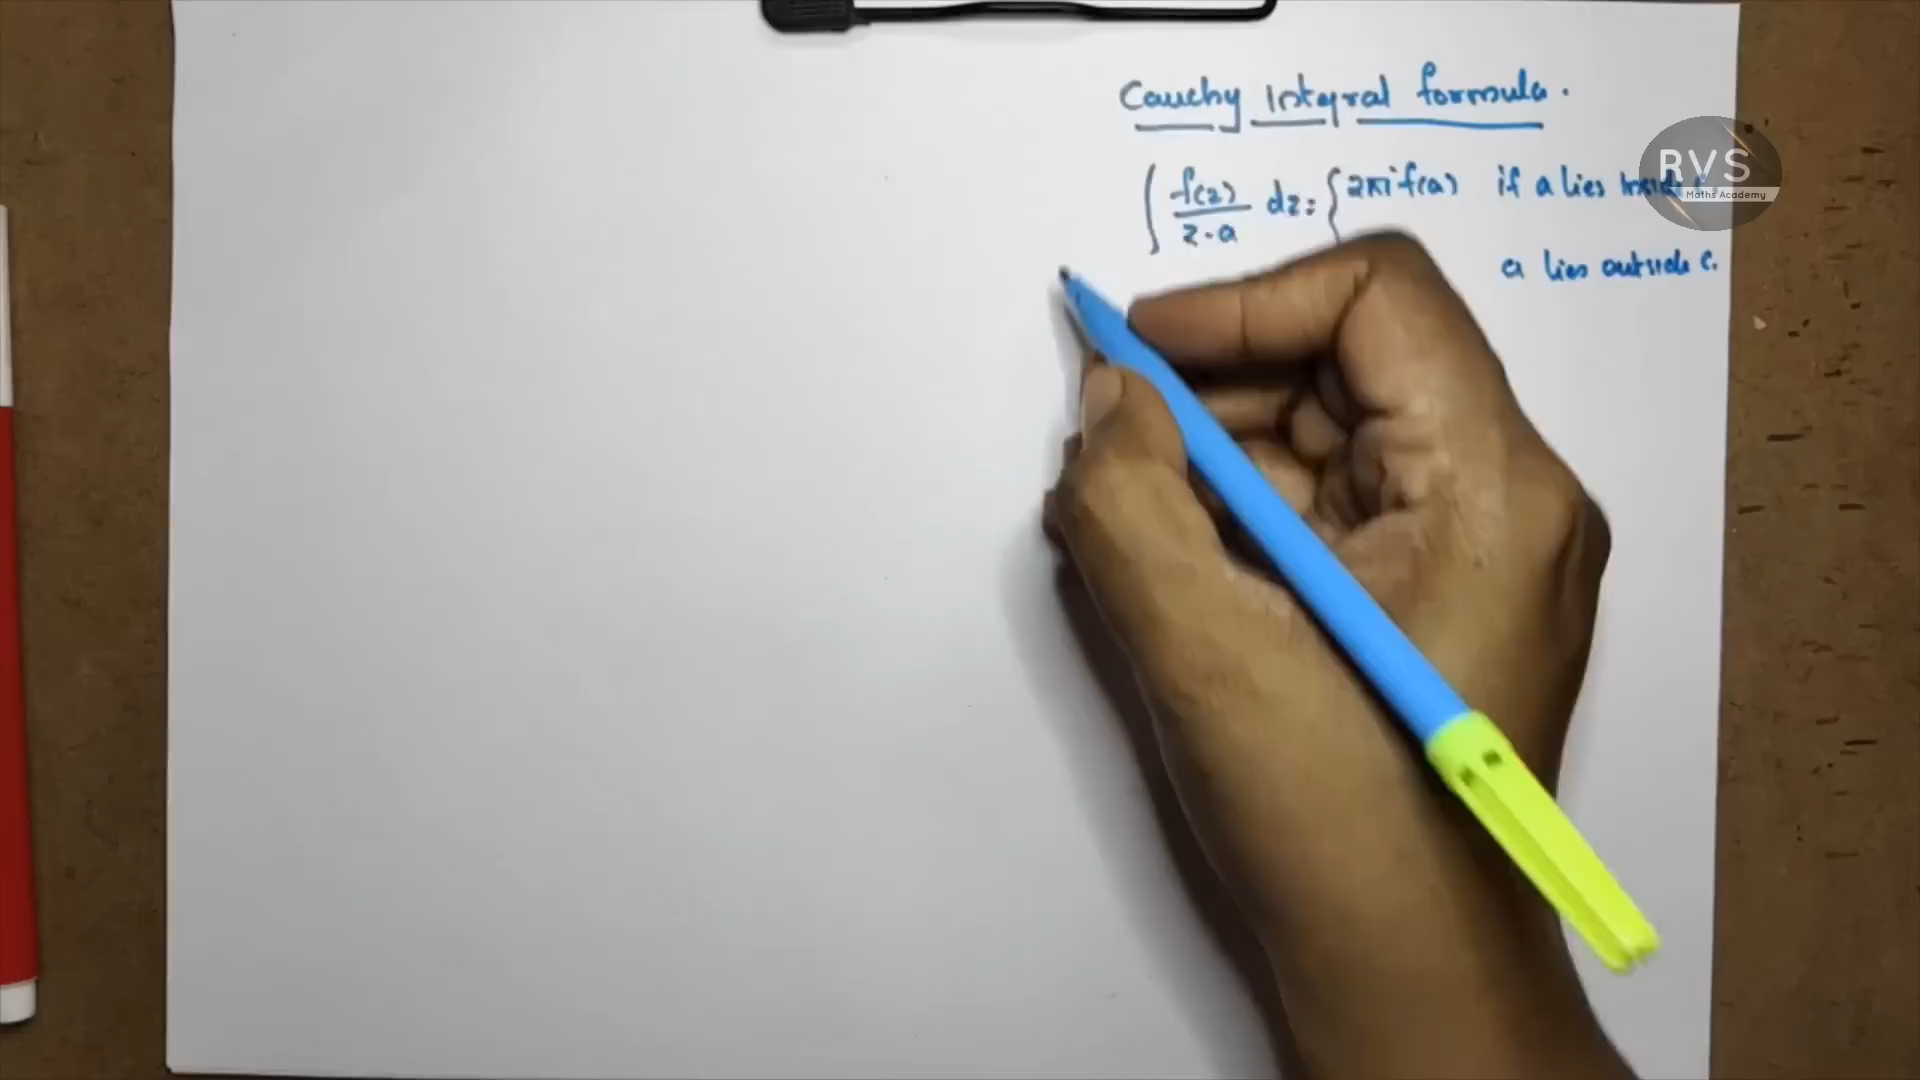 Cauchy Integral formula.
∫ f(z)/z-a dz = { 2πi f(a) if a lies inside c.
a lies outside c.
RVS
Maths Academy